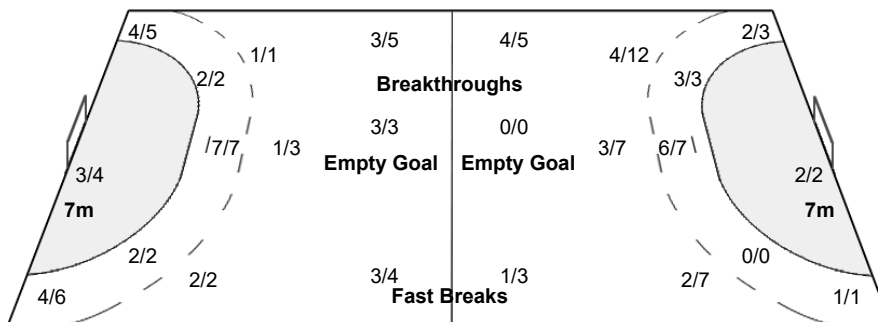 4/5 3/5 4/5 2/3
1/1 4/12
2/2 Breakthroughs 3/3
3/3 0/0
7/7 1/3 3/7 6/7
Empty Goal Empty Goal
3/4 2/2
7m 7m
2/2 0/0
2/2 3/4 1/3 2/7
4/6 Fast Breaks 1/1